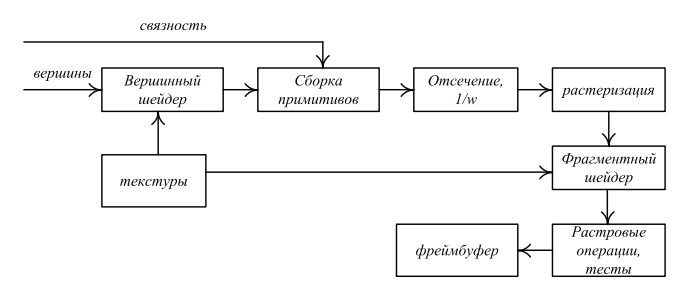 связность
вершины
Вершинный
шейдер
Сборка
примитивов
Отсечение,
1/w
растеризация
текстуры
Фрагментный
шейдер
фреймбуфер
Растровые
операции,
тесты